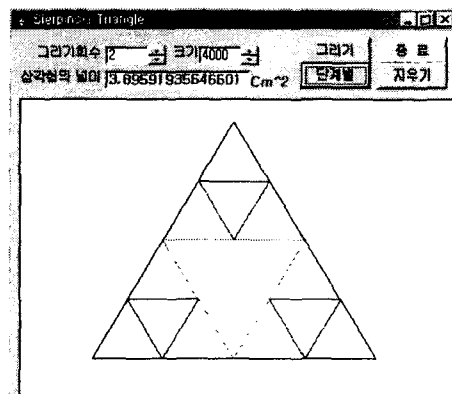 Sierpinski Triangle
그리기회수 2 크기 4000 그리기 종 료
삼각형의 넓이 3.69591935646601 Cm^2 단계별 지우기